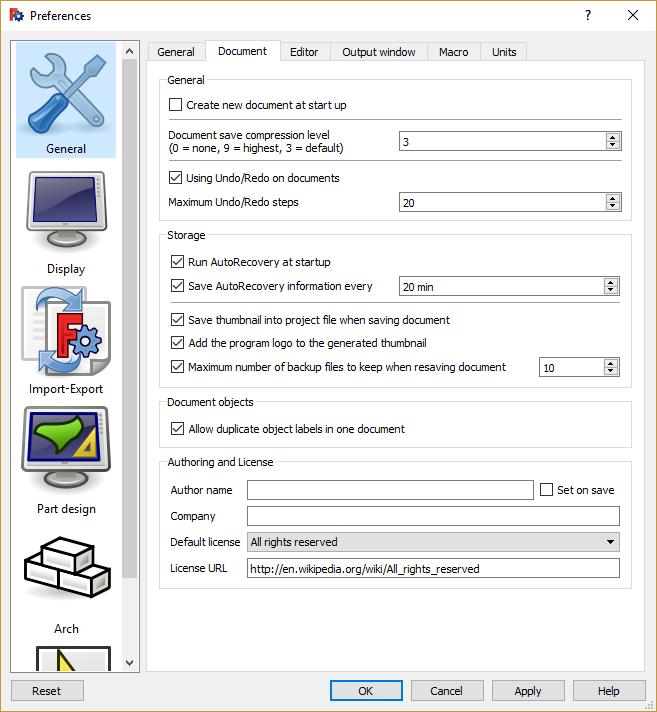 Preferences
?
General
Display
Import-Export
Part design
Arch
General Document Editor Output window Macro Units
General
Create new document at start up
Document save compression level
(0 = none, 9 = highest, 3 = default)
3
Using Undo/Redo on documents
Maximum Undo/Redo steps 20
Storage
Run AutoRecovery at startup
Save AutoRecovery information every 20 min
Save thumbnail into project file when saving document
Add the program logo to the generated thumbnail
Maximum number of backup files to keep when resaving document 10
Document objects
Allow duplicate object labels in one document
Authoring and License
Author name Set on save
Company
Default license All rights reserved
License URL http://en.wikipedia.org/wiki/All_rights_reserved
Reset OK Cancel Apply Help